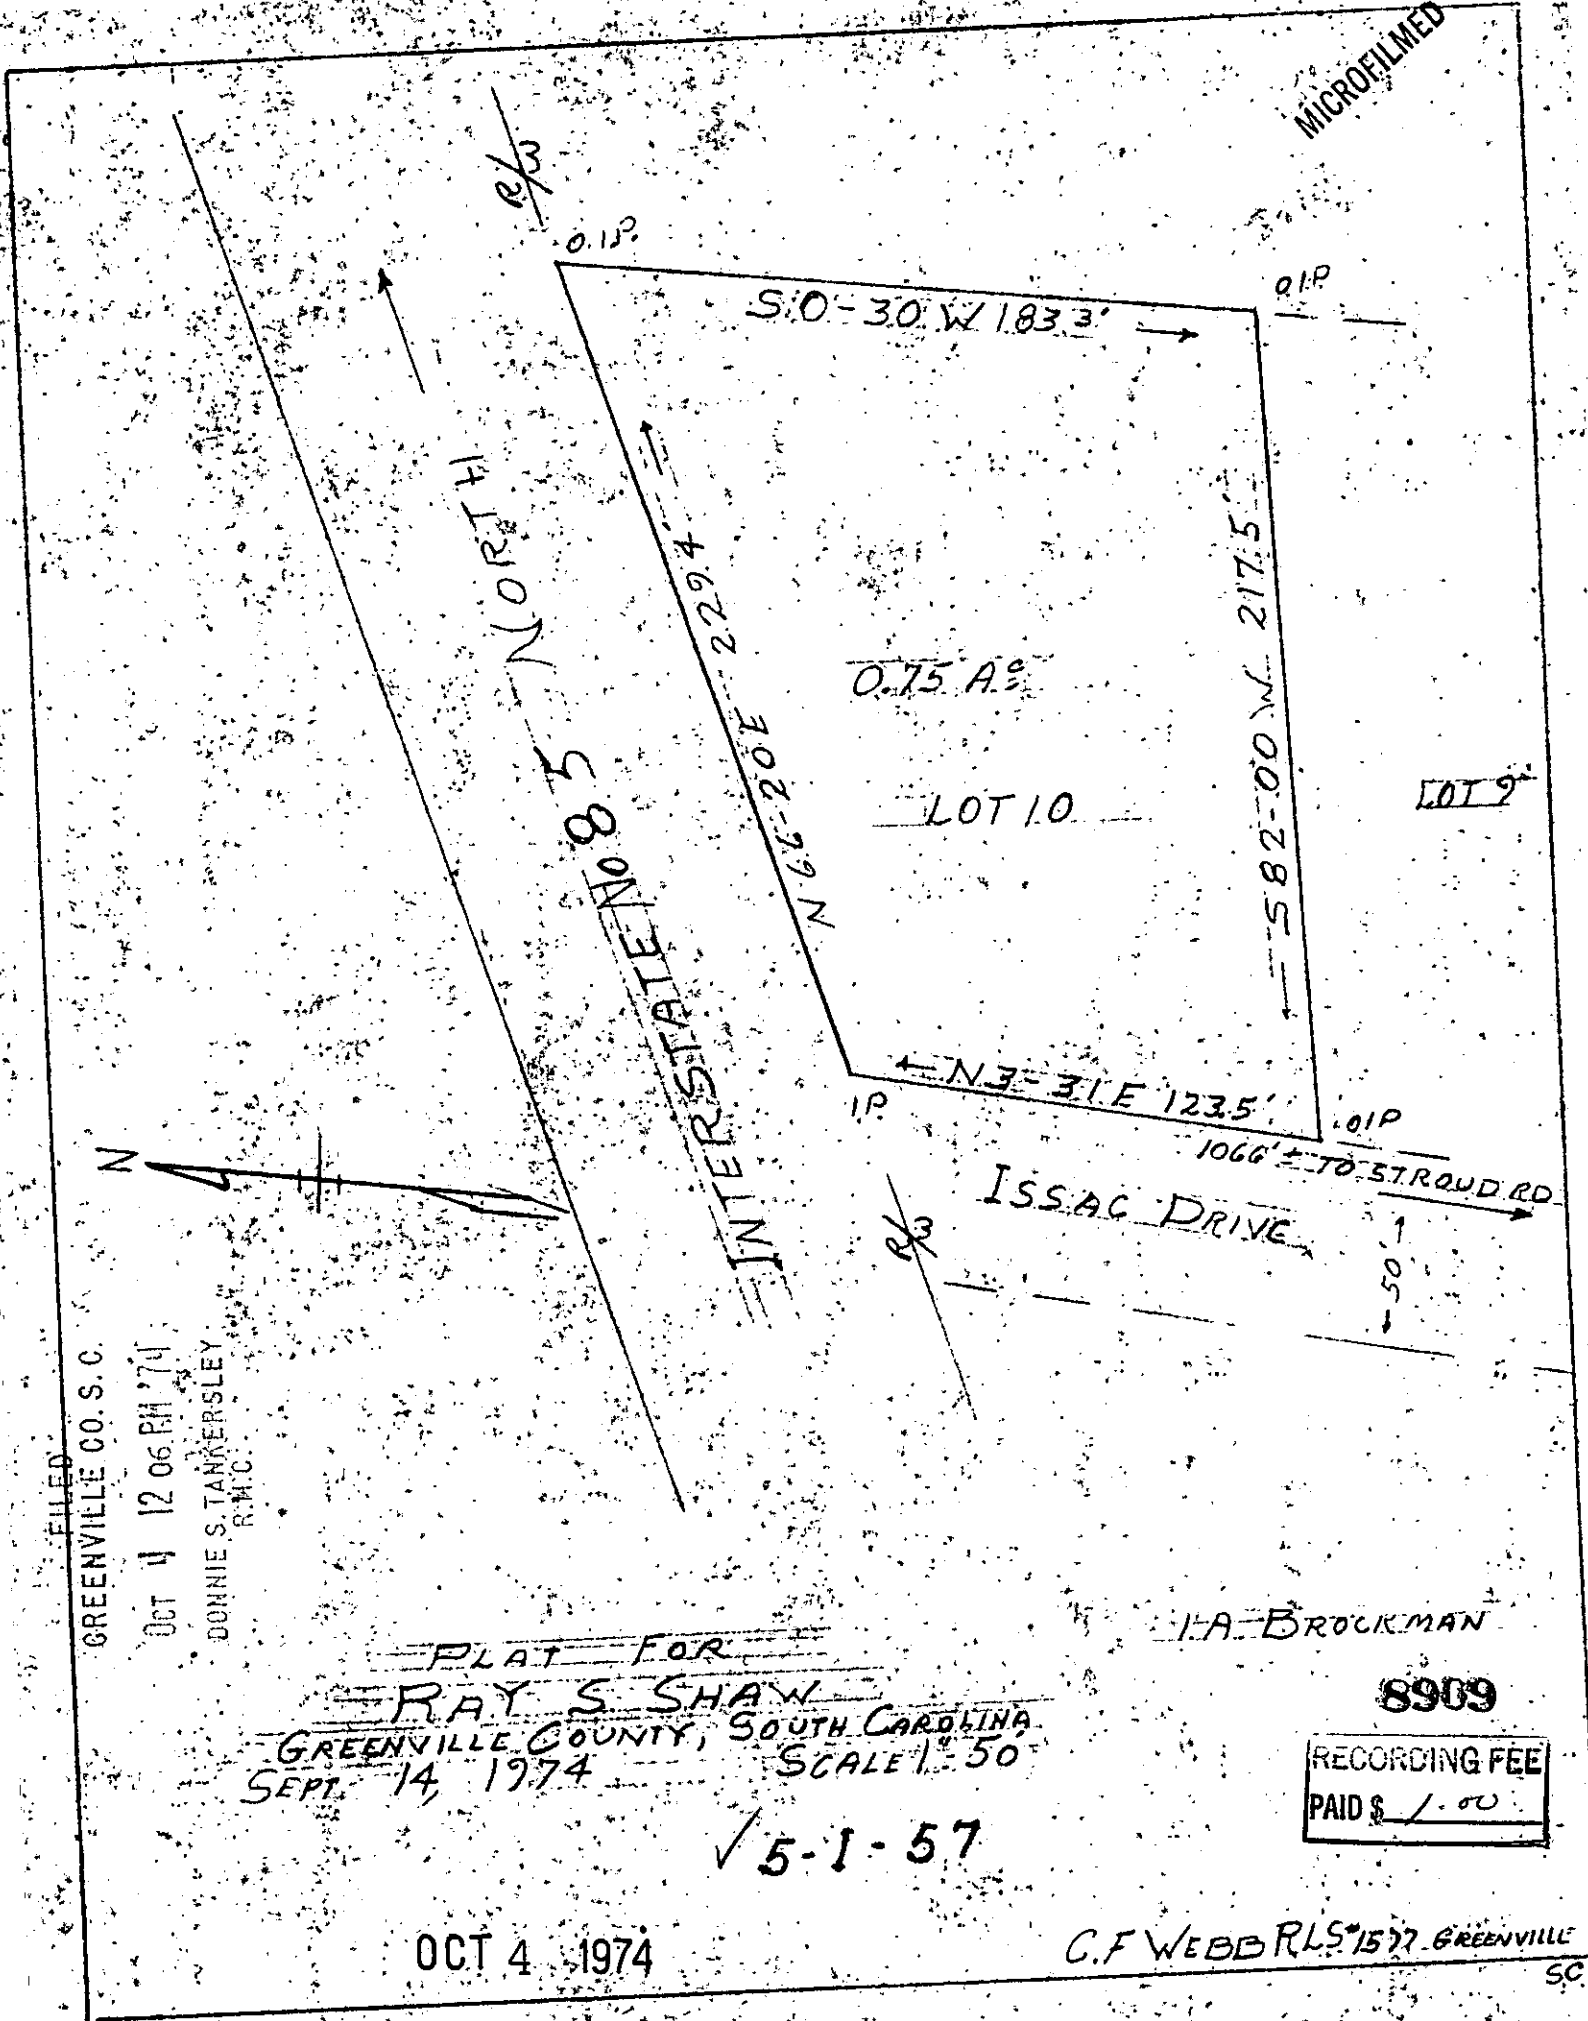 MICROFILMED
R/W
O.I.P.
O I.P
S.0-30 W 183.3'
NORTH
N 66-20 E 229.4
S 82-00 W 217.5
0.75 Ac
LOT 10
LOT 9
INTERSTATE No 85
N 3-31 E 123.5'
I.P.
O I P
1066' ± TO STROUD RD
ISSAC DRIVE
R/W
50'
N
FILED
GREENVILLE CO. S. C.
OCT 4 12 06 PM '74
DONNIE S. TANKERSLEY
R.M.C.
I A BROCKMAN
PLAT FOR
RAY S SHAW
GREENVILLE COUNTY, SOUTH CAROLINA
SEPT. 14, 1974 SCALE 1"=50
8909
RECORDING FEE
PAID $ 1.00
√ 5-1-57
OCT 4 1974
C.F WEBB RLS #1577 GREENVILLE
SC